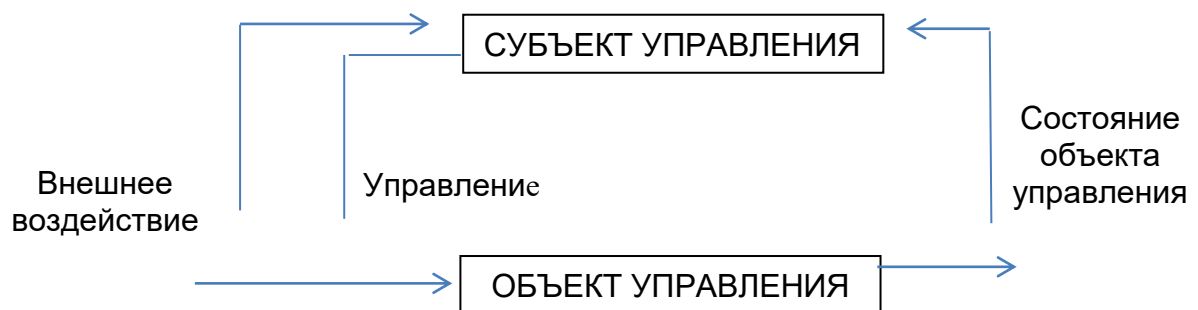 СУБЪЕКТ УПРАВЛЕНИЯ
Состояние
объекта
управления
Внешнее
воздействие
Управление
ОБЪЕКТ УПРАВЛЕНИЯ